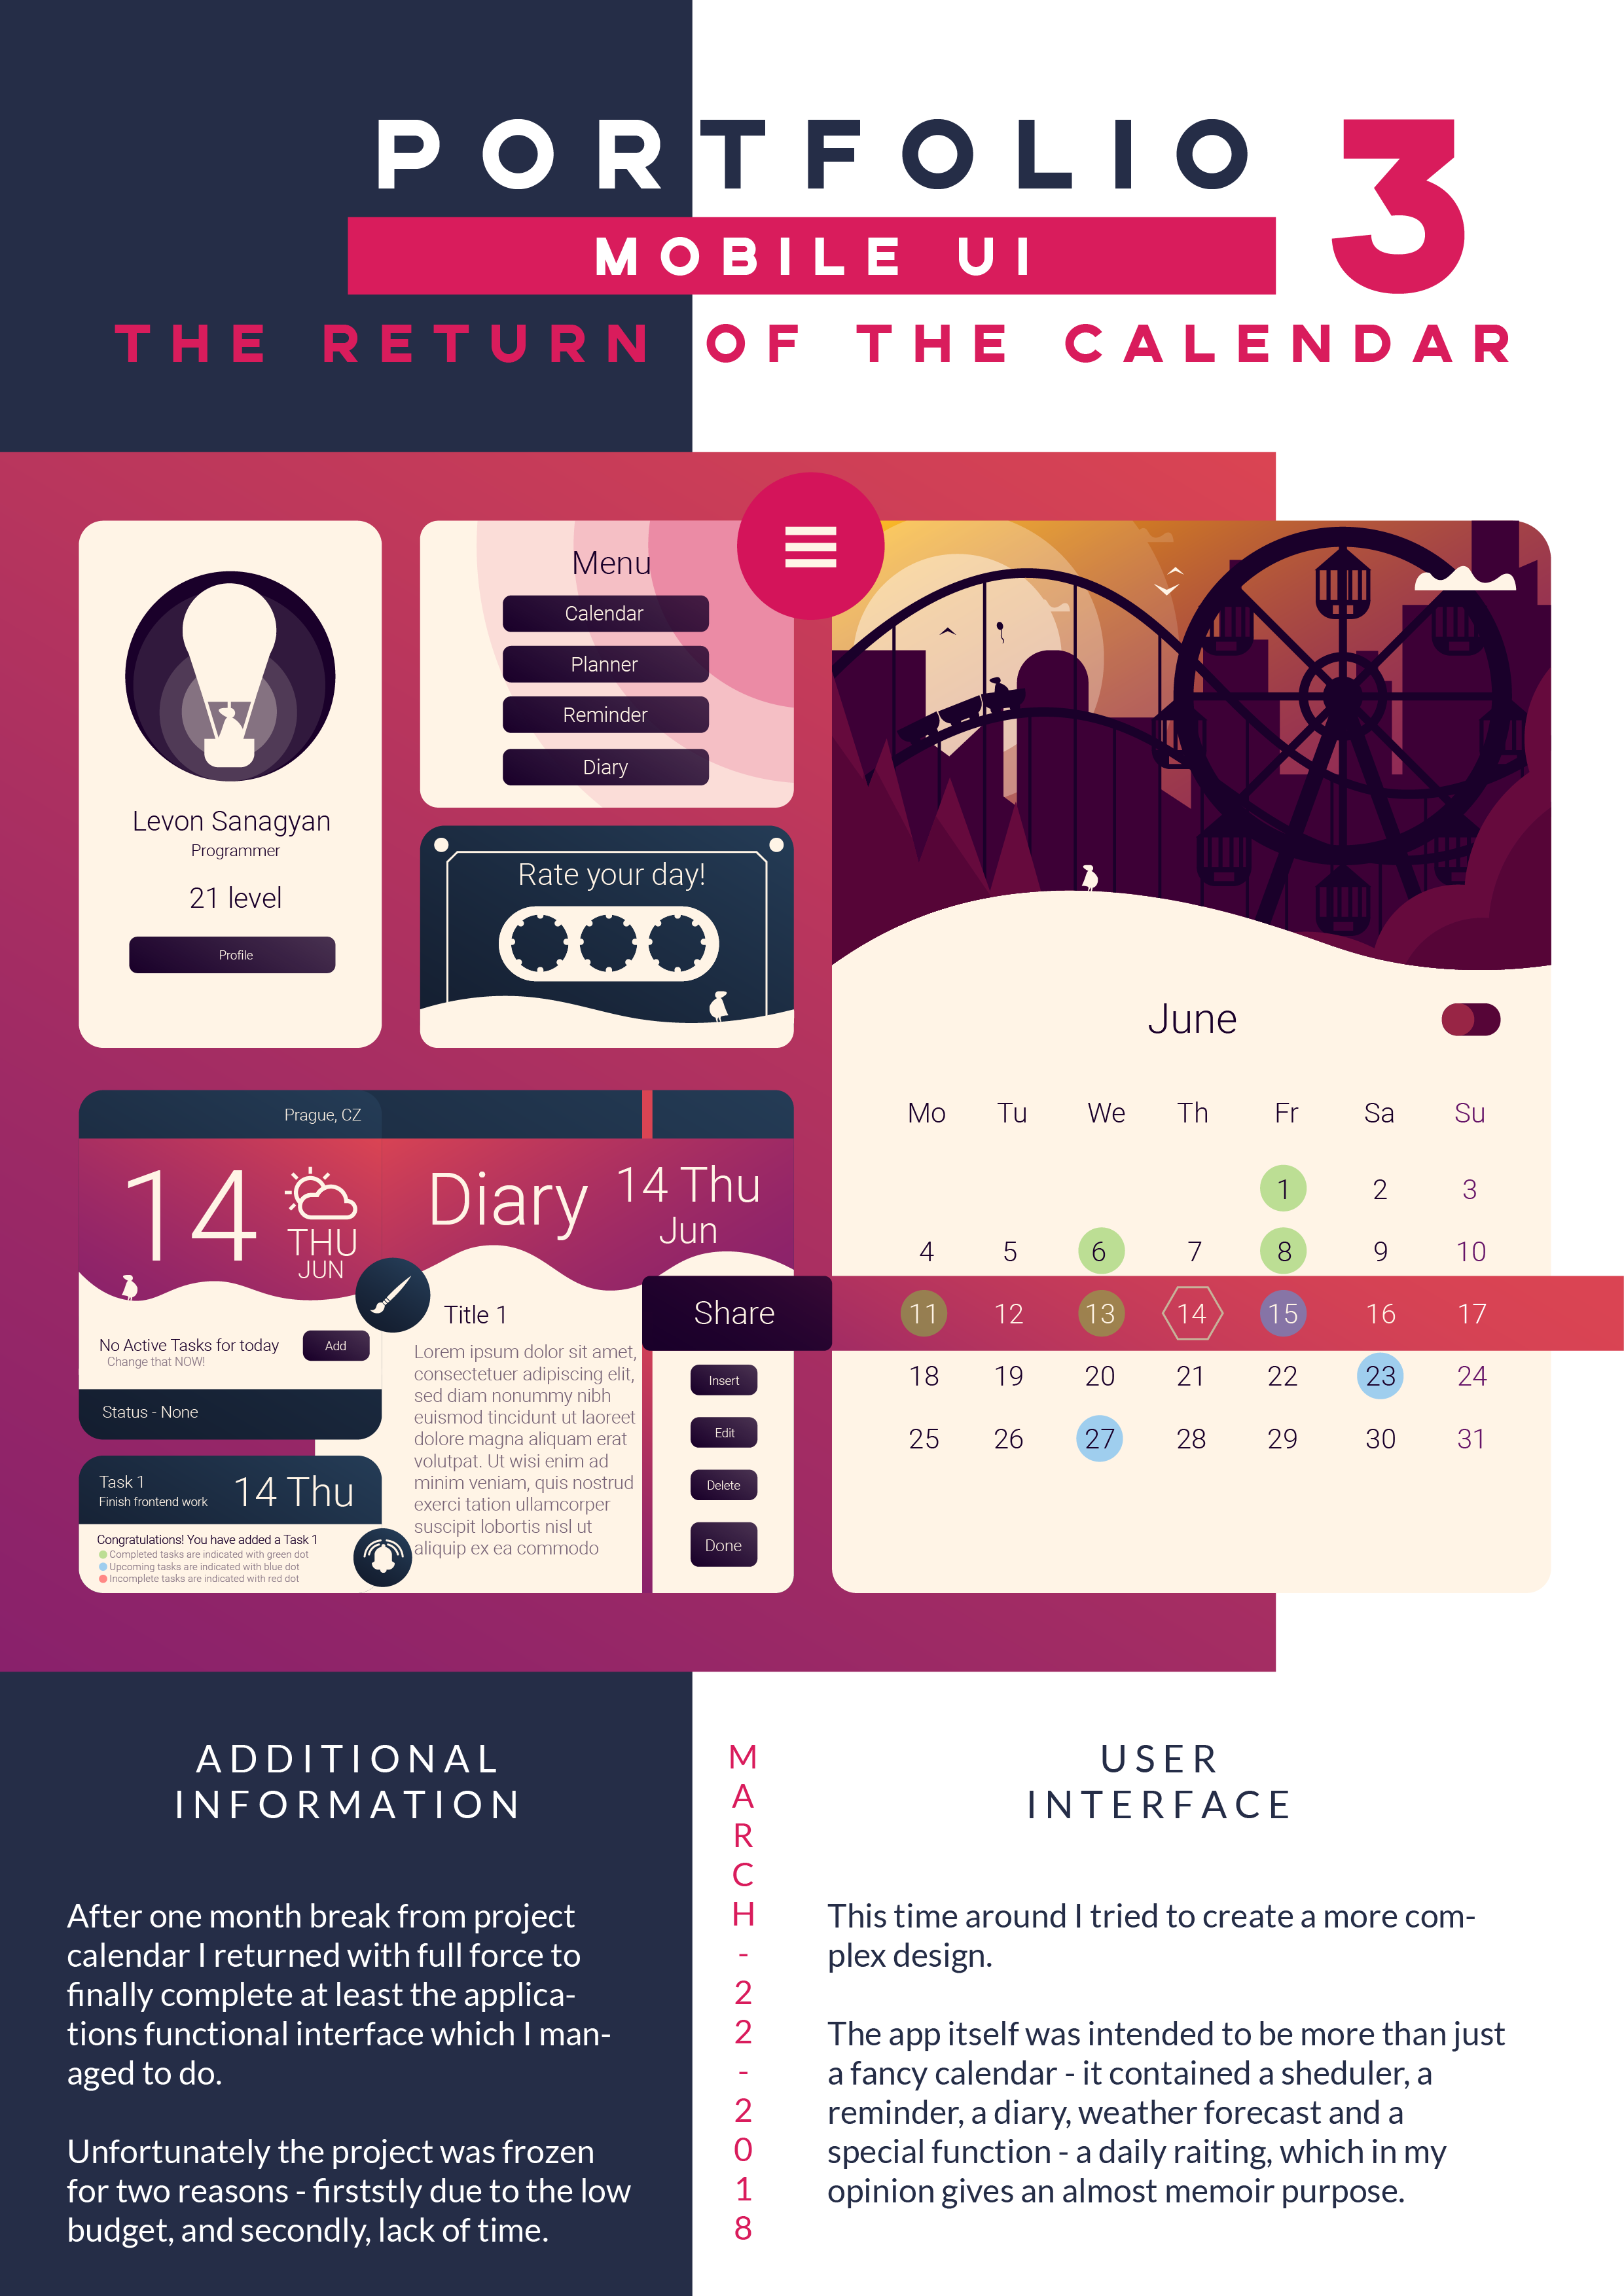 PORTFOLIO 3
MOBILE UI
THE RETURN OF THE CALENDAR
Levon Sanagyan
Programmer
21 level
Profile
Menu
Calendar
Planner
Reminder
Diary
Rate your day!
June
Mo Tu We Th Fr Sa Su
1 2 3
4 5 6 7 8 9 10
11 12 13 14 15 16 17
18 19 20 21 22 23 24
25 26 27 28 29 30 31
Prague, CZ
14
THU
JUN
No Active Tasks for today
Change that NOW!
Add
Status - None
Task 1
Finish frontend work
14 Thu
Congratulations! You have added a Task 1
Completed tasks are indicated with green dot
Upcoming tasks are indicated with blue dot
Incomplete tasks are indicated with red dot
Diary
14 Thu
Jun
Title 1
Lorem ipsum dolor sit amet,
consectetuer adipiscing elit,
sed diam nonummy nibh
euismod tincidunt ut laoreet
dolore magna aliquam erat
volutpat. Ut wisi enim ad
minim veniam, quis nostrud
exerci tation ullamcorper
suscipit lobortis nisl ut
aliquip ex ea commodo
Share
Insert
Edit
Delete
Done
ADDITIONAL
INFORMATION
After one month break from project
calendar I returned with full force to
finally complete at least the applica-
tions functional interface which I man-
aged to do.
Unfortunately the project was frozen
for two reasons - firststly due to the low
budget, and secondly, lack of time.
MARCH-22-2018
USER
INTERFACE
This time around I tried to create a more com-
plex design.
The app itself was intended to be more than just
a fancy calendar - it contained a sheduler, a
reminder, a diary, weather forecast and a
special function - a daily raiting, which in my
opinion gives an almost memoir purpose.